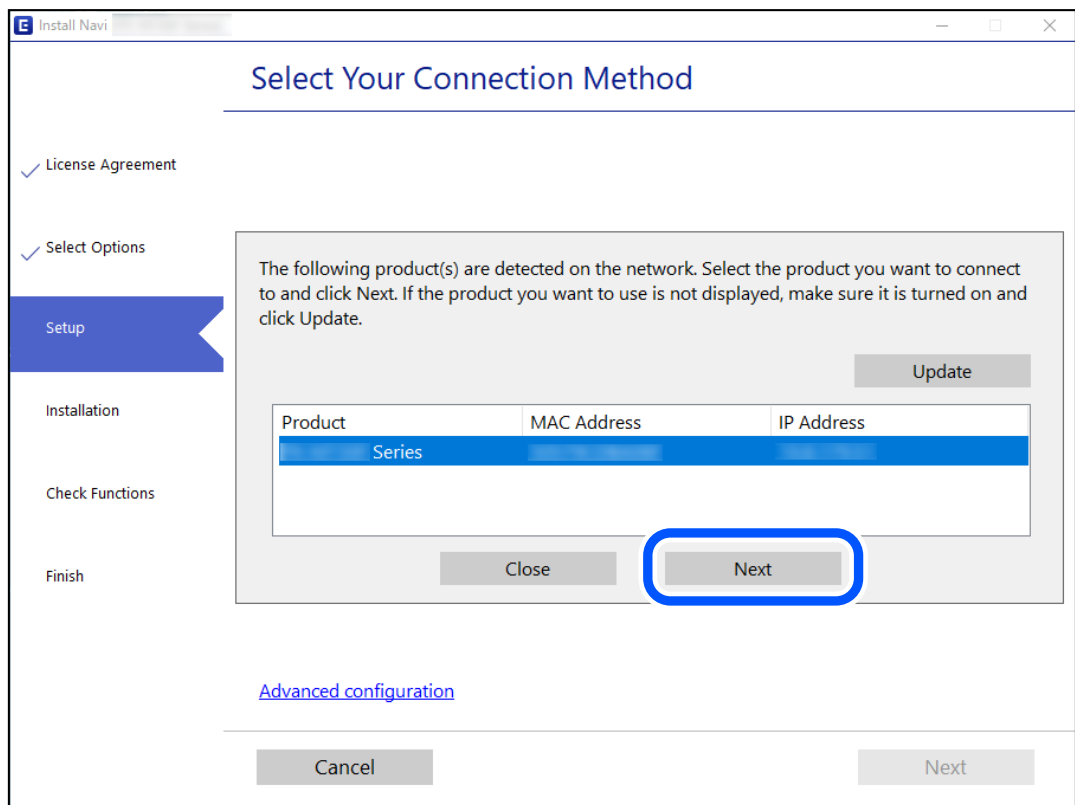 Install Navi
Select Your Connection Method
License Agreement
Select Options
Setup
Installation
Check Functions
Finish
The following product(s) are detected on the network. Select the product you want to connect
to and click Next. If the product you want to use is not displayed, make sure it is turned on and
click Update.
Update
Product MAC Address IP Address
Series
Close Next
Advanced configuration
Cancel Next